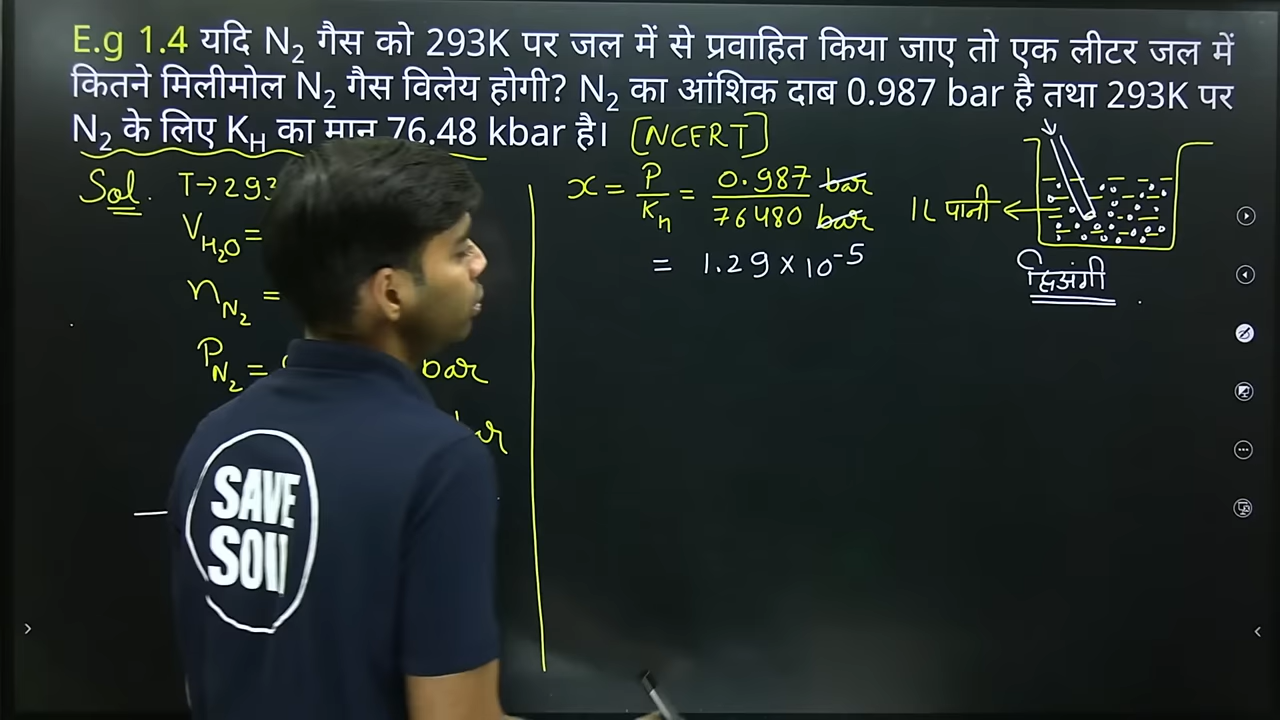 E.g 1.4 यदि N₂ गैस को 293K पर जल में से प्रवाहित किया जाए तो एक लीटर जल में
कितने मिलीमोल N₂ गैस विलेय होगी? N₂ का आंशिक दाब 0.987 bar है तथा 293K पर
N₂ के लिए K_H का मान 76.48 kbar है। [NCERT]
Sol. T→293
V_H₂O =
n_N₂ =
P_N₂ = bar
x = P/K_H = 0.987 bar / 76480 bar
= 1.29 × 10⁻⁵
1L पानी
द्विअंगी
SAVE